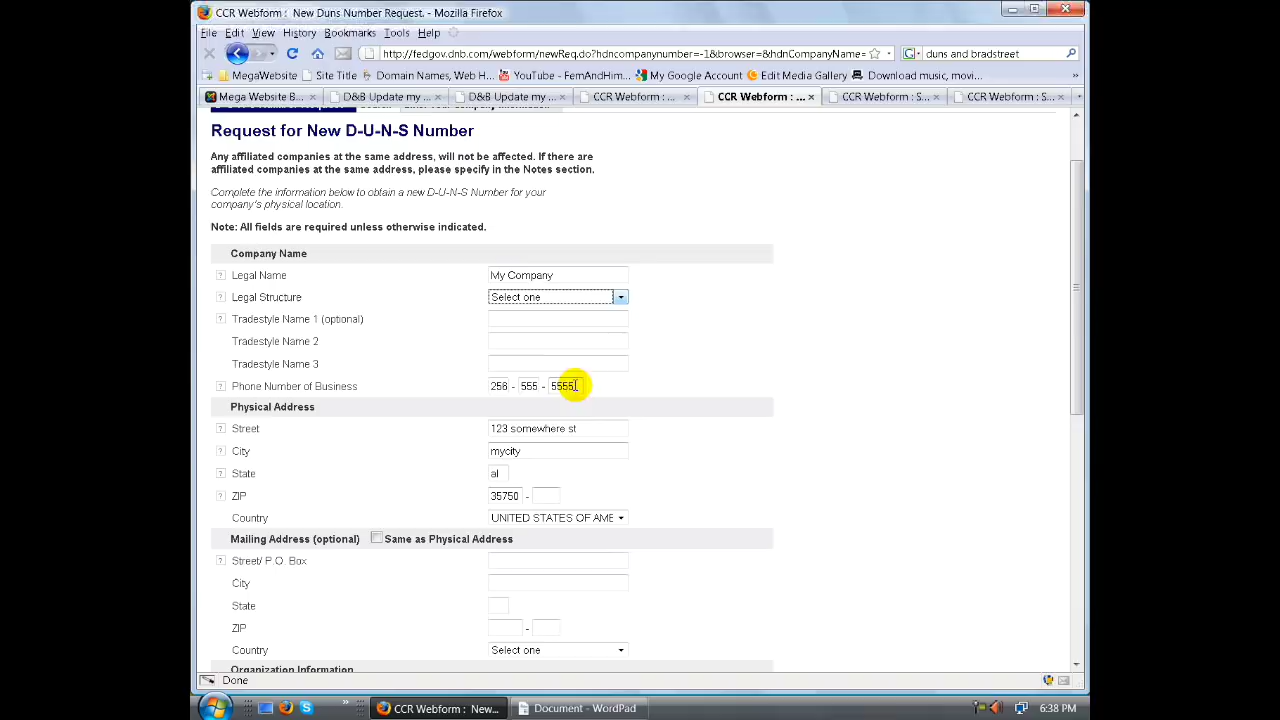 CCR Webform : New Duns Number Request. - Mozilla Firefox
File Edit View History Bookmarks Tools Help
http://fedgov.dnb.com/webform/newReq.do?hdncompanynumber=-1&browser=&hdnCompanyName= duns and bradstreet
MegaWebsite Site Title Domain Names, Web H... YouTube - FemAndHim... My Google Account Edit Media Gallery Download music, movi... »
Mega Website B... D&B Update my ... D&B Update my ... CCR Webform : ... CCR Webform : ... CCR Webform : S... CCR Webform : S...
Request for New D-U-N-S Number
Any affiliated companies at the same address, will not be affected. If there are
affiliated companies at the same address, please specify in the Notes section.
Complete the information below to obtain a new D-U-N-S Number for your
company's physical location.
Note: All fields are required unless otherwise indicated.
Company Name
? Legal Name My Company
? Legal Structure Select one
? Tradestyle Name 1 (optional)
Tradestyle Name 2
Tradestyle Name 3
? Phone Number of Business 256 - 555 - 5555
Physical Address
? Street 123 somewhere st
? City mycity
? State al
? ZIP 35750 -
Country UNITED STATES OF AME
Mailing Address (optional) Same as Physical Address
? Street/ P.O. Box
City
State
ZIP -
Country Select one
Organization Information
Done
» CCR Webform : New... Document - WordPad 6:38 PM